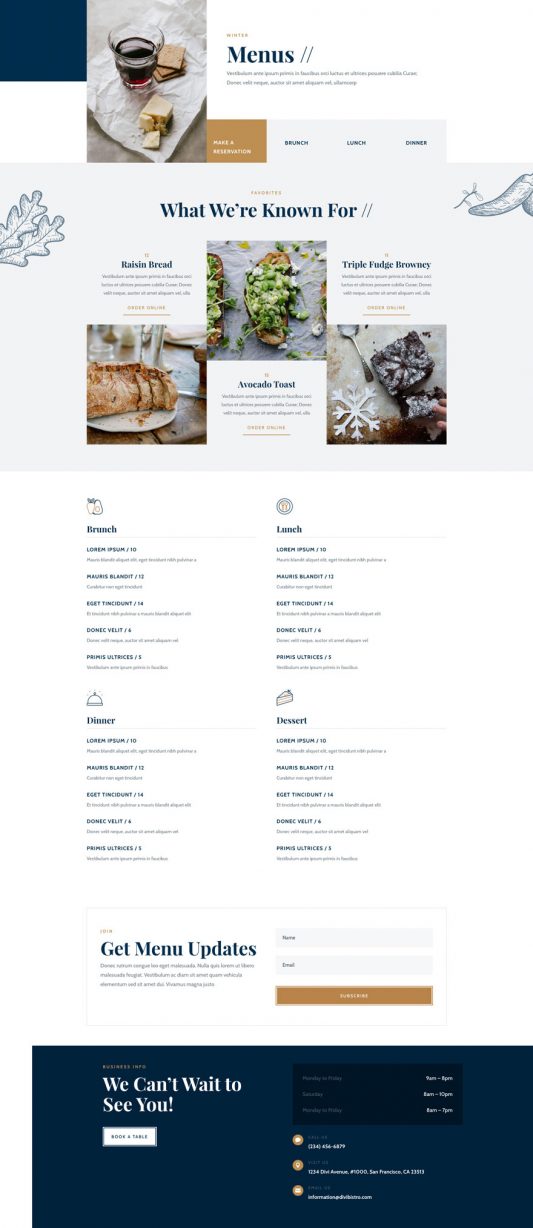 WINTER
Menus //
Vestibulum ante ipsum primis in faucibus orci luctus et ultrices posuere cubilia Curae;
Donec velit neque, auctor sit amet aliquam vel, ullamcorp
MAKE A
RESERVATION
BRUNCH
LUNCH
DINNER
FAVORITES
What We're Known For //
Raisin Bread
Vestibulum ante ipsum primis in faucibus orci
luctus et ultrices posuere cubilia Curae; Donec
velit neque, auctor sit amet aliquam vel, ulla
ORDER ONLINE
Avocado Toast
Vestibulum ante ipsum primis in faucibus orci
luctus et ultrices posuere cubilia Curae; Donec
velit neque, auctor sit amet aliquam vel, ulla
ORDER ONLINE
Triple Fudge Browney
Vestibulum ante ipsum primis in faucibus orci
luctus et ultrices posuere cubilia Curae; Donec
velit neque, auctor sit amet aliquam vel, ulla
ORDER ONLINE
Brunch
LOREM IPSUM / 10
Mauris blandit aliquet elit, eget tincidunt nibh pulvinar a
MAURIS BLANDIT / 12
Curabitur non eget tincidunt
EGET TINCIDUNT / 14
Et tincidunt nibh pulvinar a mauris blandit aliquet elit
DONEC VELIT / 6
Donec velit neque, auctor sit amet aliquam vel
PRIMIS ULTRICES / 5
Vestibulum ante ipsum primis in faucibus
Lunch
LOREM IPSUM / 10
Mauris blandit aliquet elit, eget tincidunt nibh pulvinar a
MAURIS BLANDIT / 12
Curabitur non eget tincidunt
EGET TINCIDUNT / 14
Et tincidunt nibh pulvinar a mauris blandit aliquet elit
DONEC VELIT / 6
Donec velit neque, auctor sit amet aliquam vel
PRIMIS ULTRICES / 5
Vestibulum ante ipsum primis in faucibus
Dinner
LOREM IPSUM / 10
Mauris blandit aliquet elit, eget tincidunt nibh pulvinar a
MAURIS BLANDIT / 12
Curabitur non eget tincidunt
EGET TINCIDUNT / 14
Et tincidunt nibh pulvinar a mauris blandit aliquet elit
DONEC VELIT / 6
Donec velit neque, auctor sit amet aliquam vel
PRIMIS ULTRICES / 5
Vestibulum ante ipsum primis in faucibus
Dessert
LOREM IPSUM / 10
Mauris blandit aliquet elit, eget tincidunt nibh pulvinar a
MAURIS BLANDIT / 12
Curabitur non eget tincidunt
EGET TINCIDUNT / 14
Et tincidunt nibh pulvinar a mauris blandit aliquet elit
DONEC VELIT / 6
Donec velit neque, auctor sit amet aliquam vel
PRIMIS ULTRICES / 5
Vestibulum ante ipsum primis in faucibus
JOIN
Get Menu Updates
Donec rutrum congue leo eget malesuada. Nulla quis lorem ut libero
malesuada feugiat. Vestibulum ac diam sit amet quam vehicula
elementum sed sit amet dui. Vivamus magna justo
Name
Email
SUBSCRIBE
BUSINESS INFO
We Can't Wait to
See You!
BOOK A TABLE
Monday to Friday 9am – 8pm
Saturday 8am – 10pm
Monday to Friday 8am – 7pm
CALL US
(234) 456-6879
VISIT US
1234 Divi Avenue, #1000, San Francisco, CA 23513
EMAIL US
information@divibistro.com